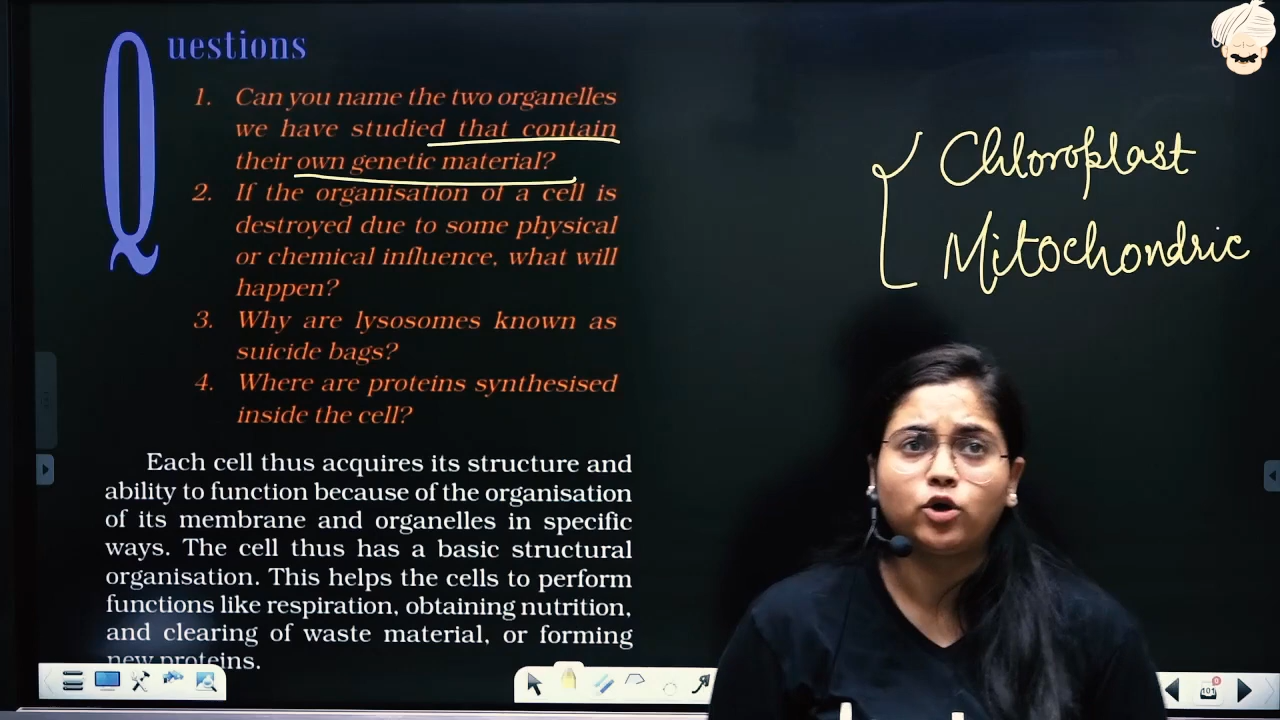 Questions
1. Can you name the two organelles
we have studied that contain
their own genetic material?
2. If the organisation of a cell is
destroyed due to some physical
or chemical influence, what will
happen?
3. Why are lysosomes known as
suicide bags?
4. Where are proteins synthesised
inside the cell?
Each cell thus acquires its structure and
ability to function because of the organisation
of its membrane and organelles in specific
ways. The cell thus has a basic structural
organisation. This helps the cells to perform
functions like respiration, obtaining nutrition,
and clearing of waste material, or forming
new proteins.
Chloroplast
Mitochondric
101